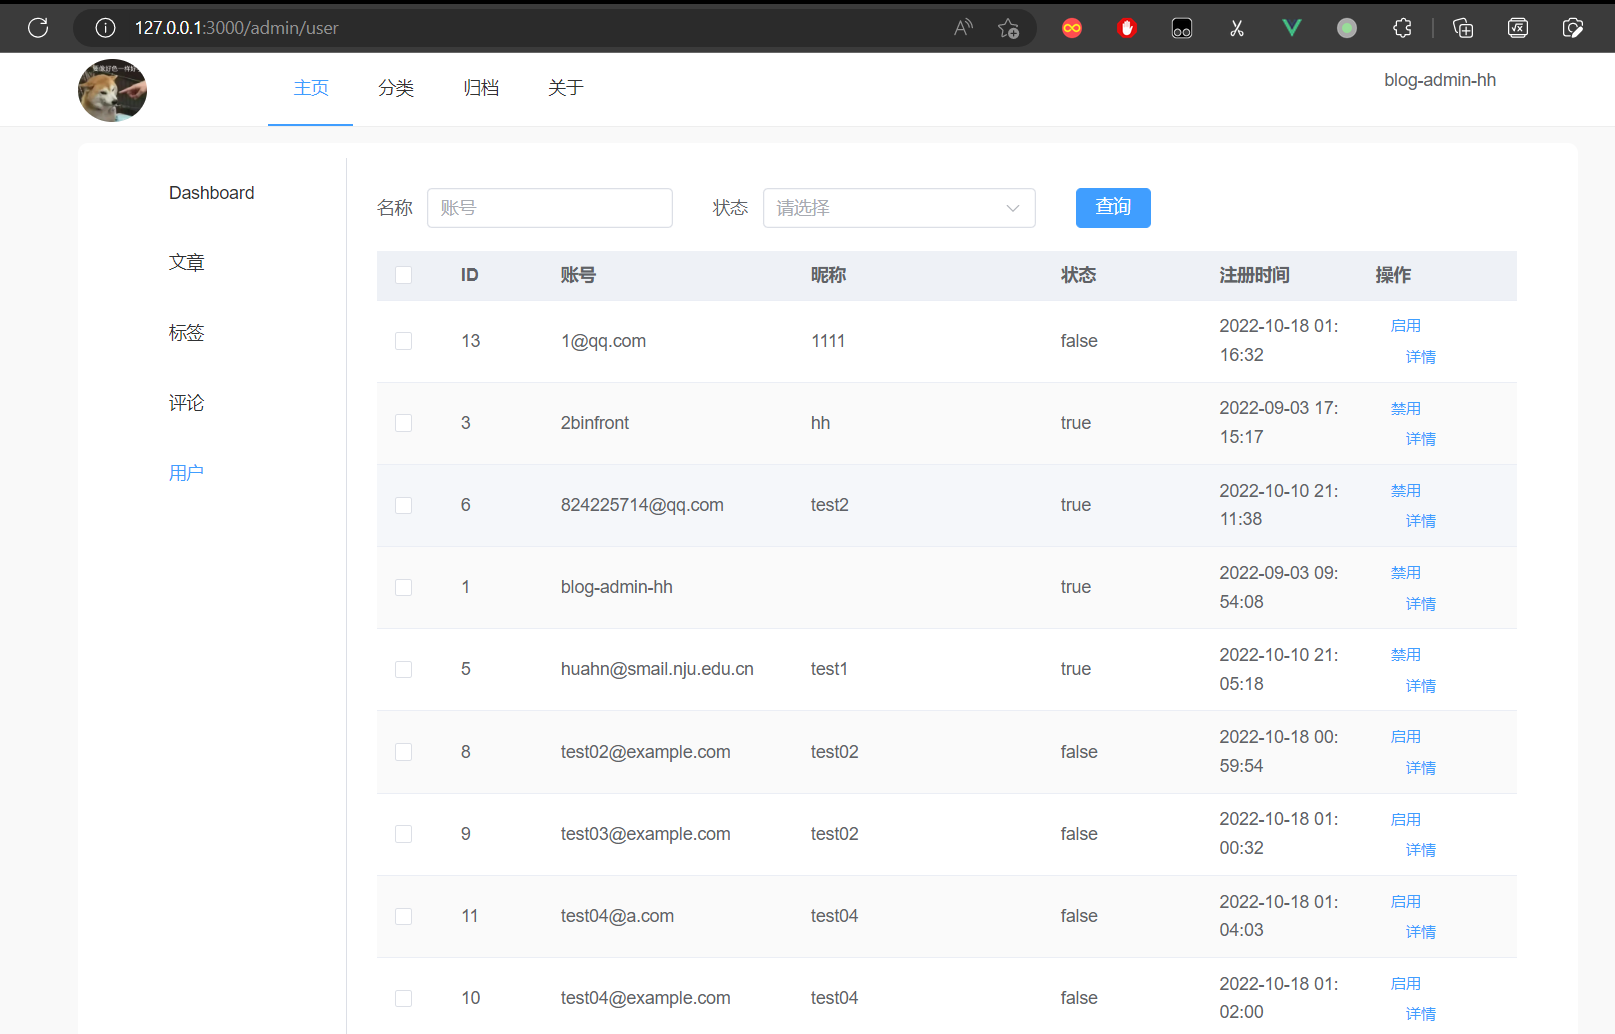 127.0.0.1:3000/admin/user
主页 分类 归档 关于 blog-admin-hh
Dashboard
文章
标签
评论
用户
名称 账号 状态 请选择 查询
ID 账号 昵称 状态 注册时间 操作
13 1@qq.com 1111 false 2022-10-18 01:
16:32 启用
详情
3 2binfront hh true 2022-09-03 17:
15:17 禁用
详情
6 824225714@qq.com test2 true 2022-10-10 21:
11:38 禁用
详情
1 blog-admin-hh true 2022-09-03 09:
54:08 禁用
详情
5 huahn@smail.nju.edu.cn test1 true 2022-10-10 21:
05:18 禁用
详情
8 test02@example.com test02 false 2022-10-18 00:
59:54 启用
详情
9 test03@example.com test02 false 2022-10-18 01:
00:32 启用
详情
11 test04@a.com test04 false 2022-10-18 01:
04:03 启用
详情
10 test04@example.com test04 false 2022-10-18 01:
02:00 启用
详情